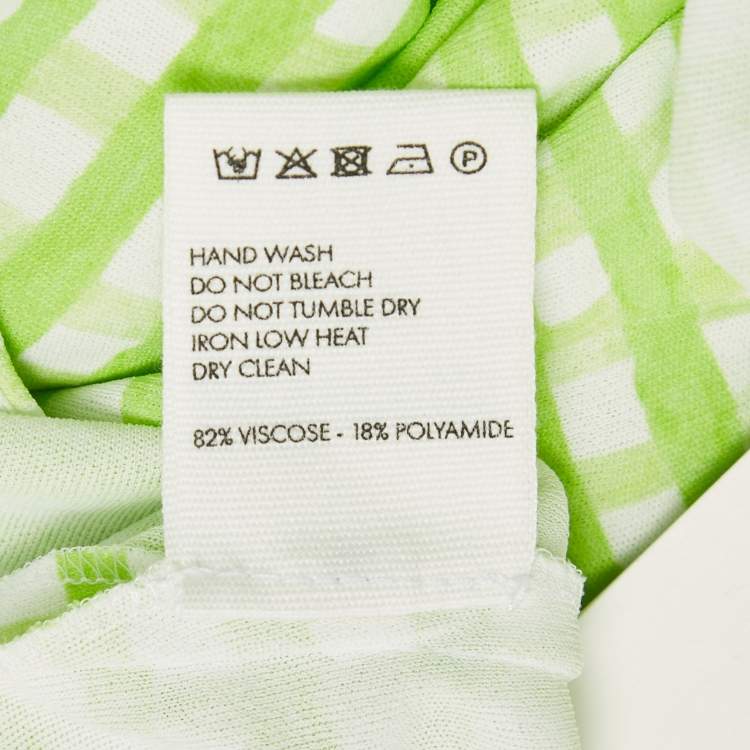 P
HAND WASH
DO NOT BLEACH
DO NOT TUMBLE DRY
IRON LOW HEAT
DRY CLEAN
82% VISCOSE - 18% POLYAMIDE